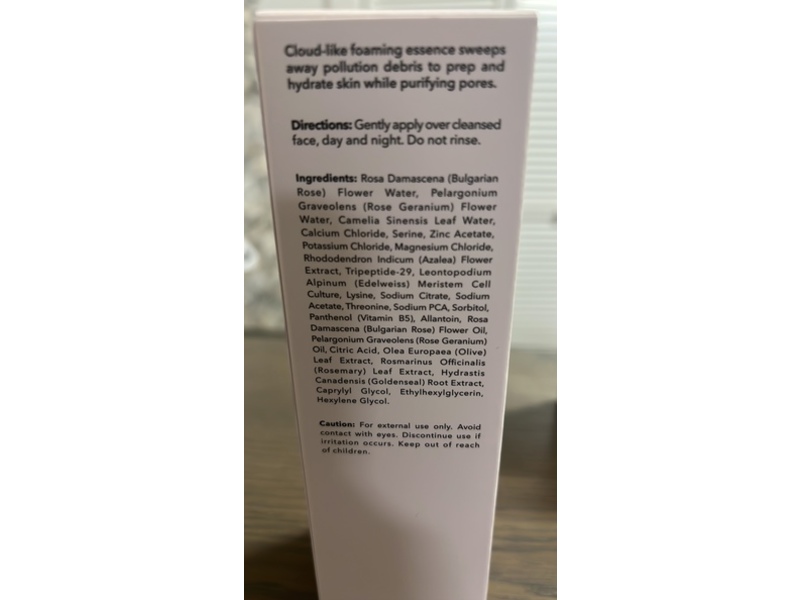 Cloud-like foaming essence sweeps
away pollution debris to prep and
hydrate skin while purifying pores.
Directions: Gently apply over cleansed
face, day and night. Do not rinse.
Ingredients: Rosa Damascena (Bulgarian
Rose) Flower Water, Pelargonium
Graveolens (Rose Geranium) Flower
Water, Camelia Sinensis Leaf Water,
Calcium Chloride, Serine, Zinc Acetate,
Potassium Chloride, Magnesium Chloride,
Rhododendron Indicum (Azalea) Flower
Extract, Tripeptide-29, Leontopodium
Alpinum (Edelweiss) Meristem Cell
Culture, Lysine, Sodium Citrate, Sodium
Acetate, Threonine, Sodium PCA, Sorbitol,
Panthenol (Vitamin B5), Allantoin, Rosa
Damascena (Bulgarian Rose) Flower Oil,
Pelargonium Graveolens (Rose Geranium)
Oil, Citric Acid, Olea Europaea (Olive)
Leaf Extract, Rosmarinus Officinalis
(Rosemary) Leaf Extract, Hydrastis
Canadensis (Goldenseal) Root Extract,
Caprylyl Glycol, Ethylhexylglycerin,
Hexylene Glycol.
Caution: For external use only. Avoid
contact with eyes. Discontinue use if
irritation occurs. Keep out of reach
of children.